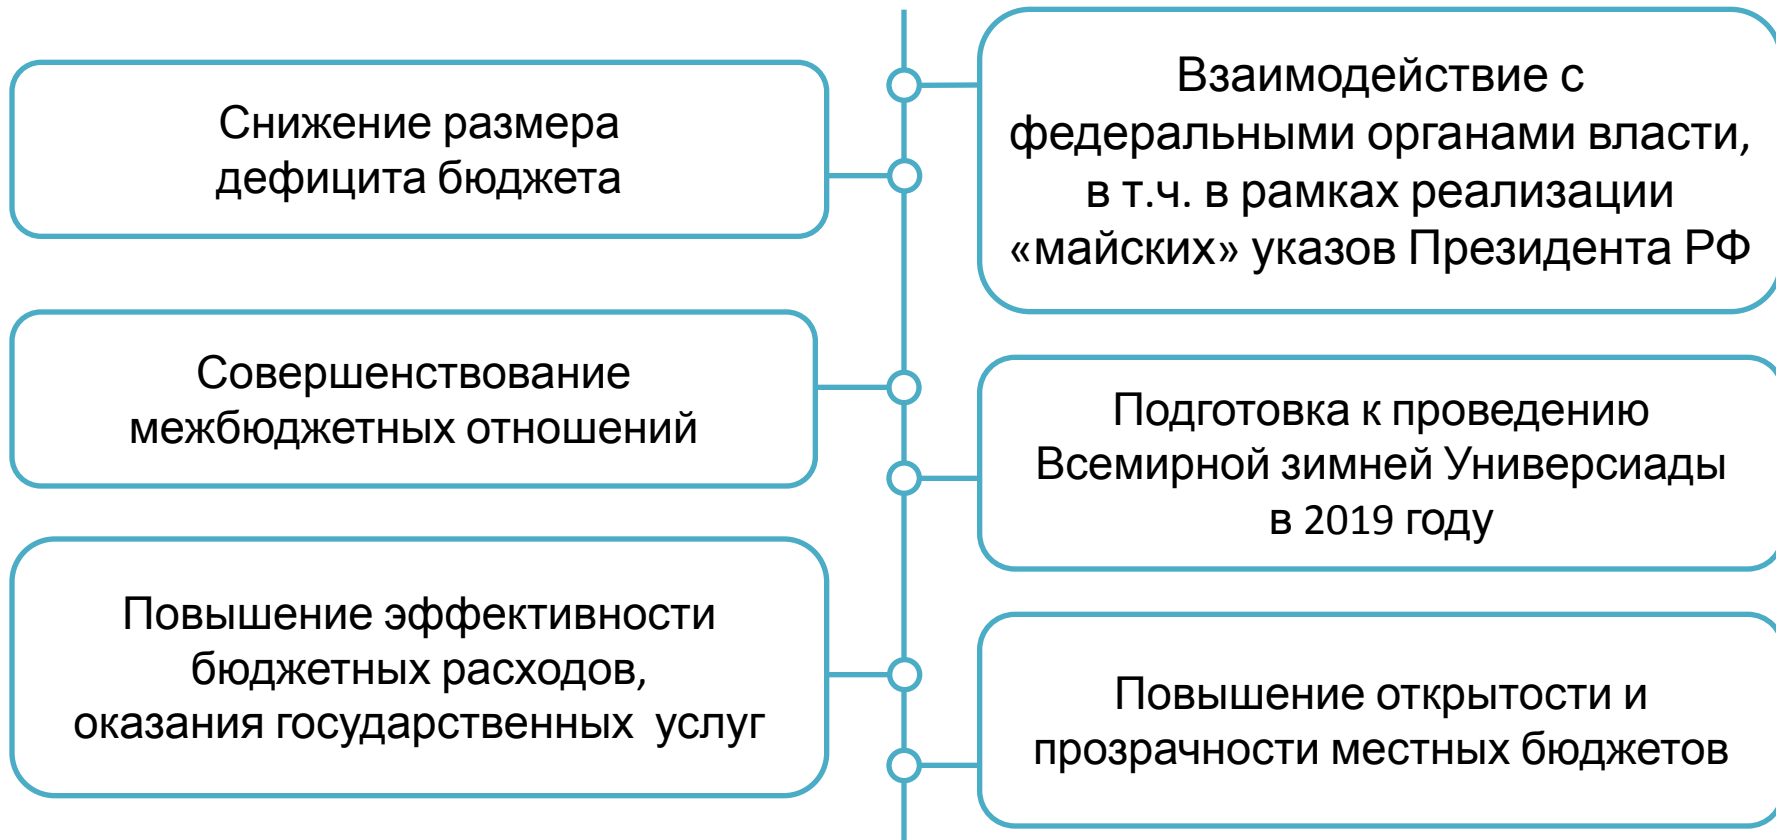 Снижение размера
дефицита бюджета
Совершенствование
межбюджетных отношений
Повышение эффективности
бюджетных расходов,
оказания государственных  услуг
Взаимодействие с
федеральными органами власти,
в т.ч. в рамках реализации
«майских» указов Президента РФ
Подготовка к проведению
Всемирной зимней Универсиады
в 2019 году
Повышение открытости и
прозрачности местных бюджетов